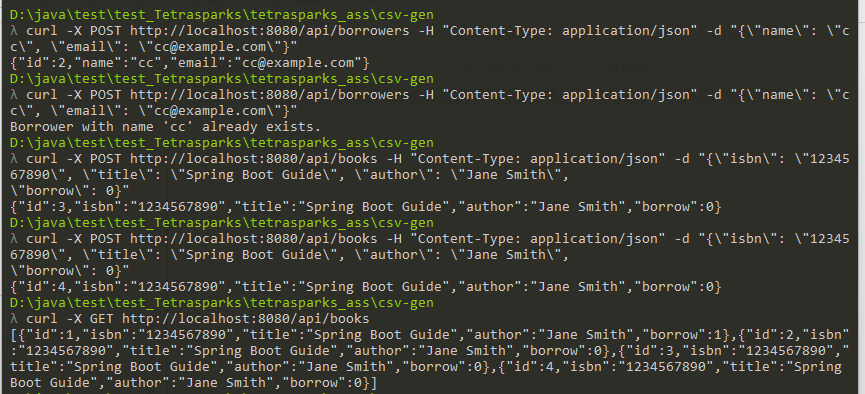 D:\java\test\test_Tetrasparks\tetrasparks_ass\csv-gen
λ curl -X POST http://localhost:8080/api/borrowers -H "Content-Type: application/json" -d "{\"name\": \"c
c\", \"email\": \"cc@example.com\"}"
{"id":2,"name":"cc","email":"cc@example.com"}
D:\java\test\test_Tetrasparks\tetrasparks_ass\csv-gen
λ curl -X POST http://localhost:8080/api/borrowers -H "Content-Type: application/json" -d "{\"name\": \"c
c\", \"email\": \"cc@example.com\"}"
Borrower with name 'cc' already exists.
D:\java\test\test_Tetrasparks\tetrasparks_ass\csv-gen
λ curl -X POST http://localhost:8080/api/books -H "Content-Type: application/json" -d "{\"isbn\": \"12345
67890\", \"title\": \"Spring Boot Guide\", \"author\": \"Jane Smith\",
\"borrow\": 0}"
{"id":3,"isbn":"1234567890","title":"Spring Boot Guide","author":"Jane Smith","borrow":0}
D:\java\test\test_Tetrasparks\tetrasparks_ass\csv-gen
λ curl -X POST http://localhost:8080/api/books -H "Content-Type: application/json" -d "{\"isbn\": \"12345
67890\", \"title\": \"Spring Boot Guide\", \"author\": \"Jane Smith\",
\"borrow\": 0}"
{"id":4,"isbn":"1234567890","title":"Spring Boot Guide","author":"Jane Smith","borrow":0}
D:\java\test\test_Tetrasparks\tetrasparks_ass\csv-gen
λ curl -X GET http://localhost:8080/api/books
[{"id":1,"isbn":"1234567890","title":"Spring Boot Guide","author":"Jane Smith","borrow":1},{"id":2,"isbn"
:"1234567890","title":"Spring Boot Guide","author":"Jane Smith","borrow":0},{"id":3,"isbn":"1234567890","
title":"Spring Boot Guide","author":"Jane Smith","borrow":0},{"id":4,"isbn":"1234567890","title":"Spring
Boot Guide","author":"Jane Smith","borrow":0}]